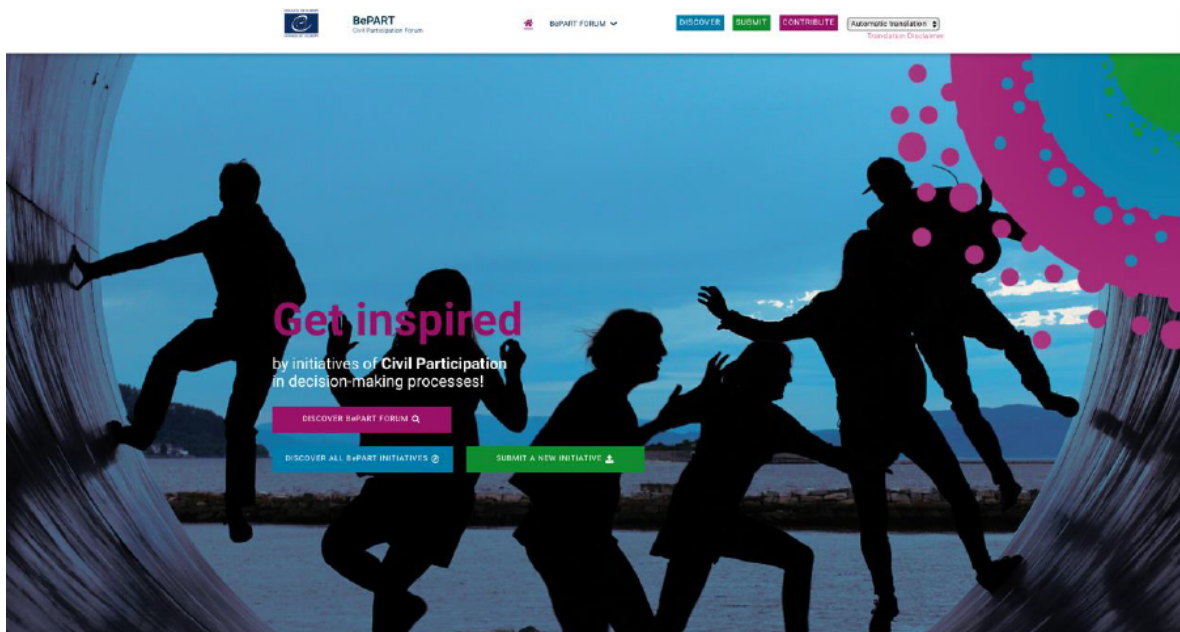 BePART
Civil Participation Forum
BePART FORUM
DISCOVER
SUBMIT
CONTRIBUTE
Automatic translation
Translation Disclaimer
Get inspired
by initiatives of Civil Participation
in decision-making processes!
DISCOVER BePART FORUM
DISCOVER ALL BePART INITIATIVES
SUBMIT A NEW INITIATIVE